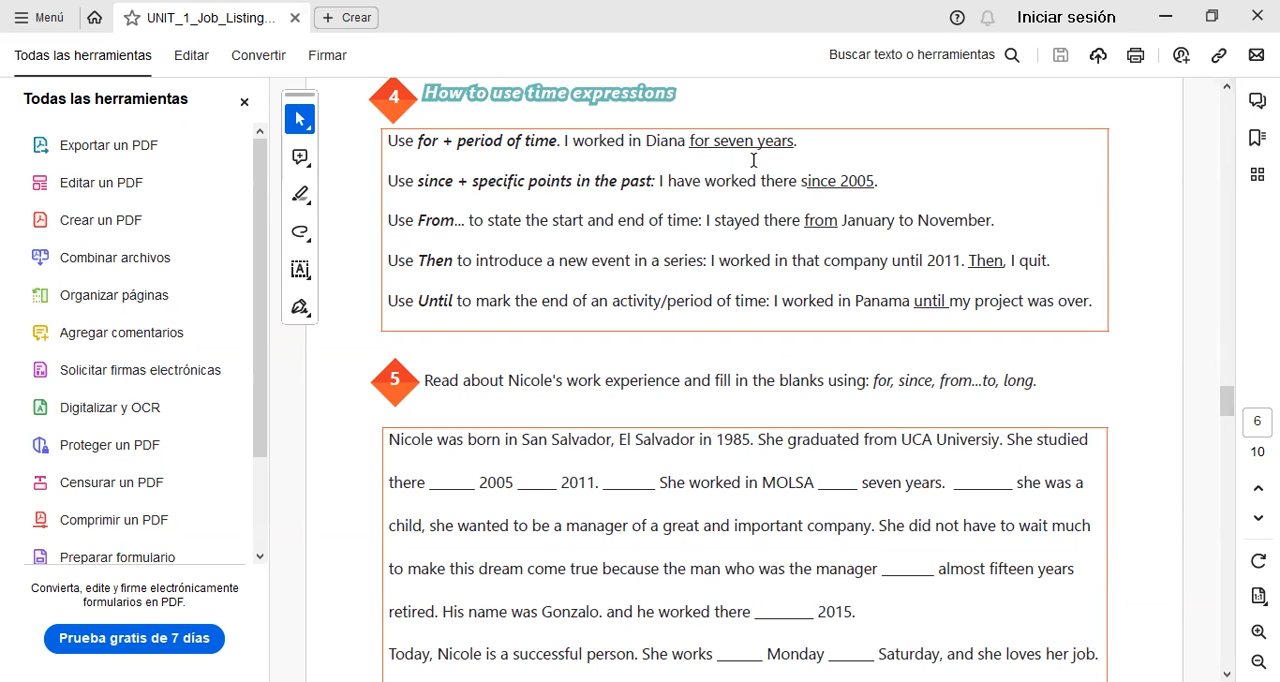 Menú
UNIT_1_Job_Listing...
Crear
Iniciar sesión
Todas las herramientas
Editar
Convertir
Firmar
Buscar texto o herramientas
Todas las herramientas
Exportar un PDF
Editar un PDF
Crear un PDF
Combinar archivos
Organizar páginas
Agregar comentarios
Solicitar firmas electrónicas
Digitalizar y OCR
Proteger un PDF
Censurar un PDF
Comprimir un PDF
Preparar formulario
Convierta, edite y firme electrónicamente
formularios en PDF.
Prueba gratis de 7 días
4 How to use time expressions
Use for + period of time. I worked in Diana for seven years.
Use since + specific points in the past: I have worked there since 2005.
Use From... to state the start and end of time: I stayed there from January to November.
Use Then to introduce a new event in a series: I worked in that company until 2011. Then, I quit.
Use Until to mark the end of an activity/period of time: I worked in Panama until my project was over.
5 Read about Nicole's work experience and fill in the blanks using: for, since, from...to, long.
Nicole was born in San Salvador, El Salvador in 1985. She graduated from UCA Universiy. She studied
there ______ 2005 _____ 2011. _______ She worked in MOLSA _____ seven years. ________ she was a
child, she wanted to be a manager of a great and important company. She did not have to wait much
to make this dream come true because the man who was the manager _______ almost fifteen years
retired. His name was Gonzalo. and he worked there ________ 2015.
Today, Nicole is a successful person. She works ______ Monday ______ Saturday, and she loves her job.
6
10
1:1